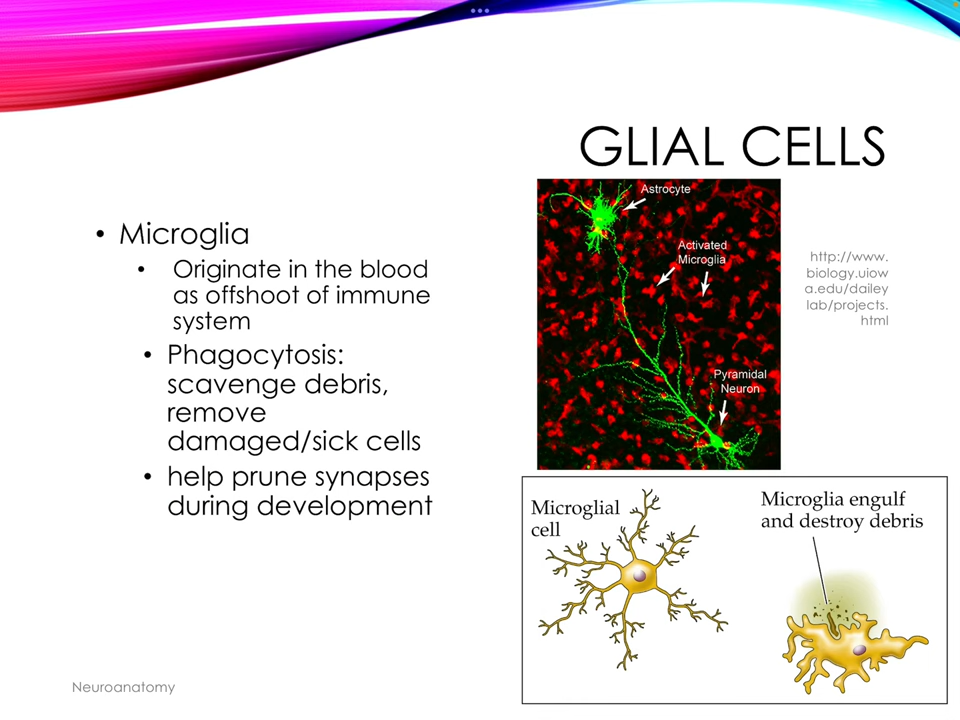 GLIAL CELLS
• Microglia
• Originate in the blood
as offshoot of immune
system
• Phagocytosis:
scavenge debris,
remove
damaged/sick cells
• help prune synapses
during development
Astrocyte
Activated
Microglia
Pyramidal
Neuron
http://www.
biology.uiow
a.edu/dailey
lab/projects.
html
Microglial
cell
Microglia engulf
and destroy debris
Neuroanatomy